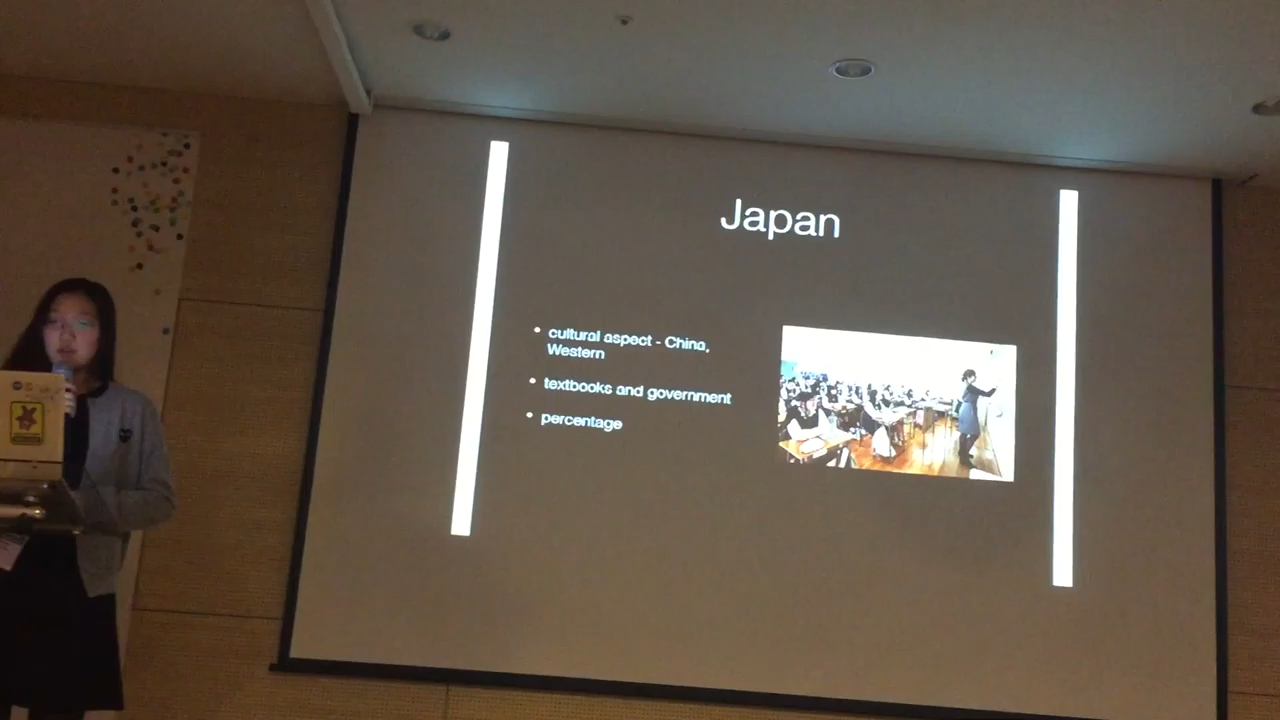 Japan
• cultural aspect - China,
Western
• textbooks and government
• percentage